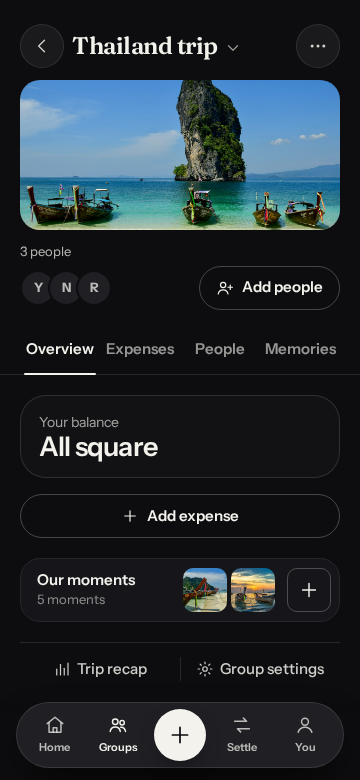 Thailand trip
3 people
Y N R
Add people
Overview Expenses People Memories
Your balance
All square
Add expense
Our moments
5 moments
Trip recap Group settings
Home Groups Settle You